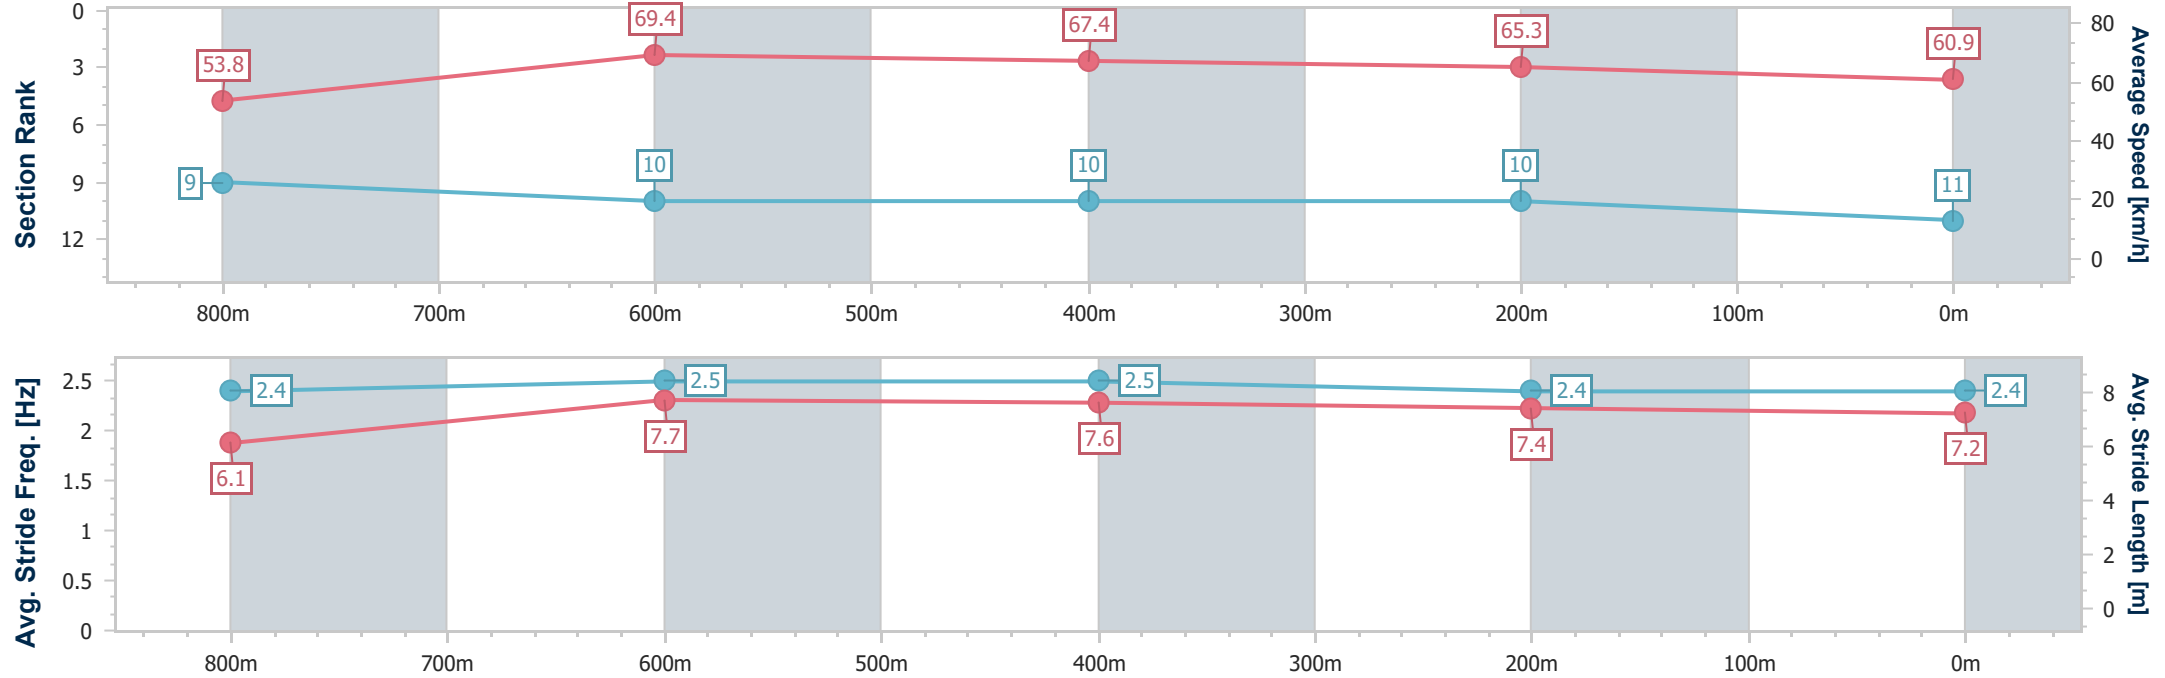 Section Rank
0
3
6
9
12
53.8
69.4
67.4
65.3
60.9
9
10
10
10
11
80
60
40
20
0
Average Speed [km/h]
800m
700m
600m
500m
400m
300m
200m
100m
0m
Avg. Stride Freq. [Hz]
2.5
2
1.5
1
0.5
0
2.4
2.5
2.5
2.4
2.4
6.1
7.7
7.6
7.4
7.2
8
6
4
2
0
Avg. Stride Length [m]
800m
700m
600m
500m
400m
300m
200m
100m
0m